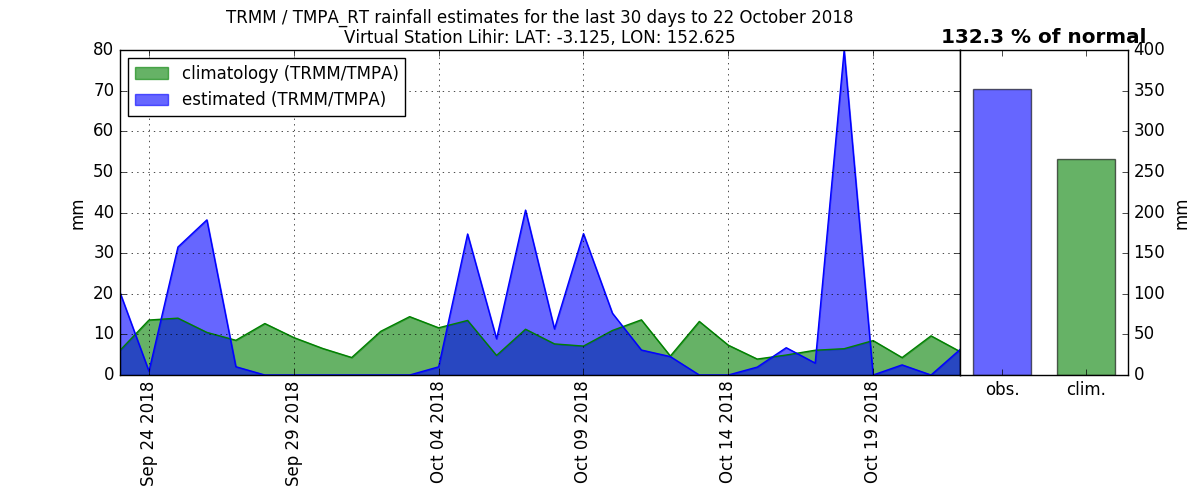 TRMM / TMPA_RT rainfall estimates for the last 30 days to 22 October 2018
Virtual Station Lihir: LAT: -3.125, LON: 152.625
132.3 % of normal
climatology (TRMM/TMPA)
estimated (TRMM/TMPA)
80
70
60
50
40
30
20
10
0
mm
Sep 24 2018
Sep 29 2018
Oct 04 2018
Oct 09 2018
Oct 14 2018
Oct 19 2018
400
350
300
250
200
150
100
50
0
mm
obs.
clim.